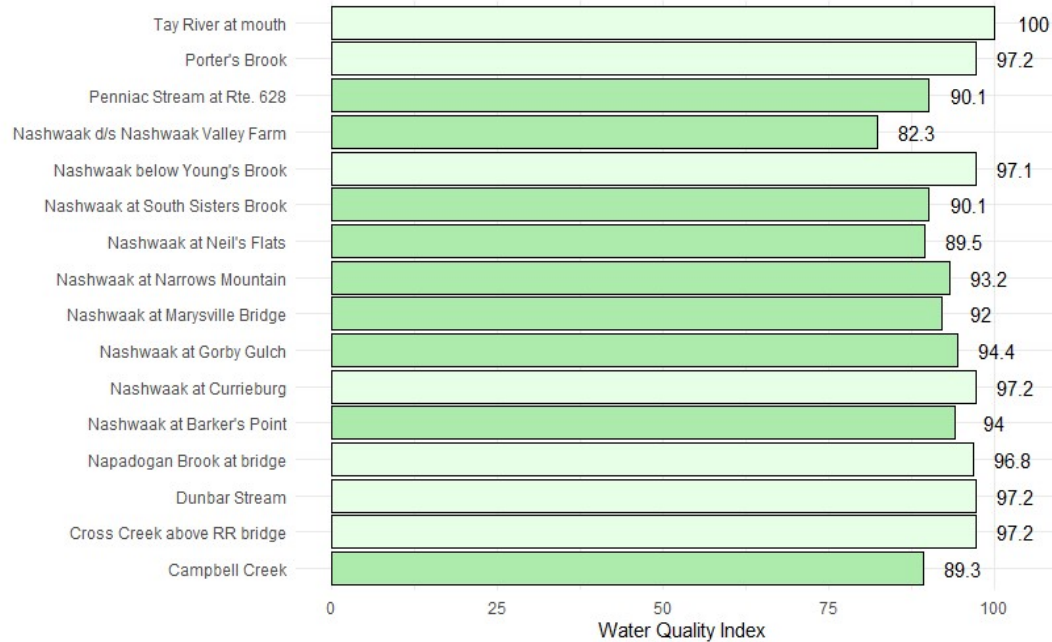 Tay River at mouth 100
Porter's Brook 97.2
Penniac Stream at Rte. 628 90.1
Nashwaak d/s Nashwaak Valley Farm 82.3
Nashwaak below Young's Brook 97.1
Nashwaak at South Sisters Brook 90.1
Nashwaak at Neil's Flats 89.5
Nashwaak at Narrows Mountain 93.2
Nashwaak at Marysville Bridge 92
Nashwaak at Gorby Gulch 94.4
Nashwaak at Currieburg 97.2
Nashwaak at Barker's Point 94
Napadogan Brook at bridge 96.8
Dunbar Stream 97.2
Cross Creek above RR bridge 97.2
Campbell Creek 89.3
0 25 50 75 100
Water Quality Index